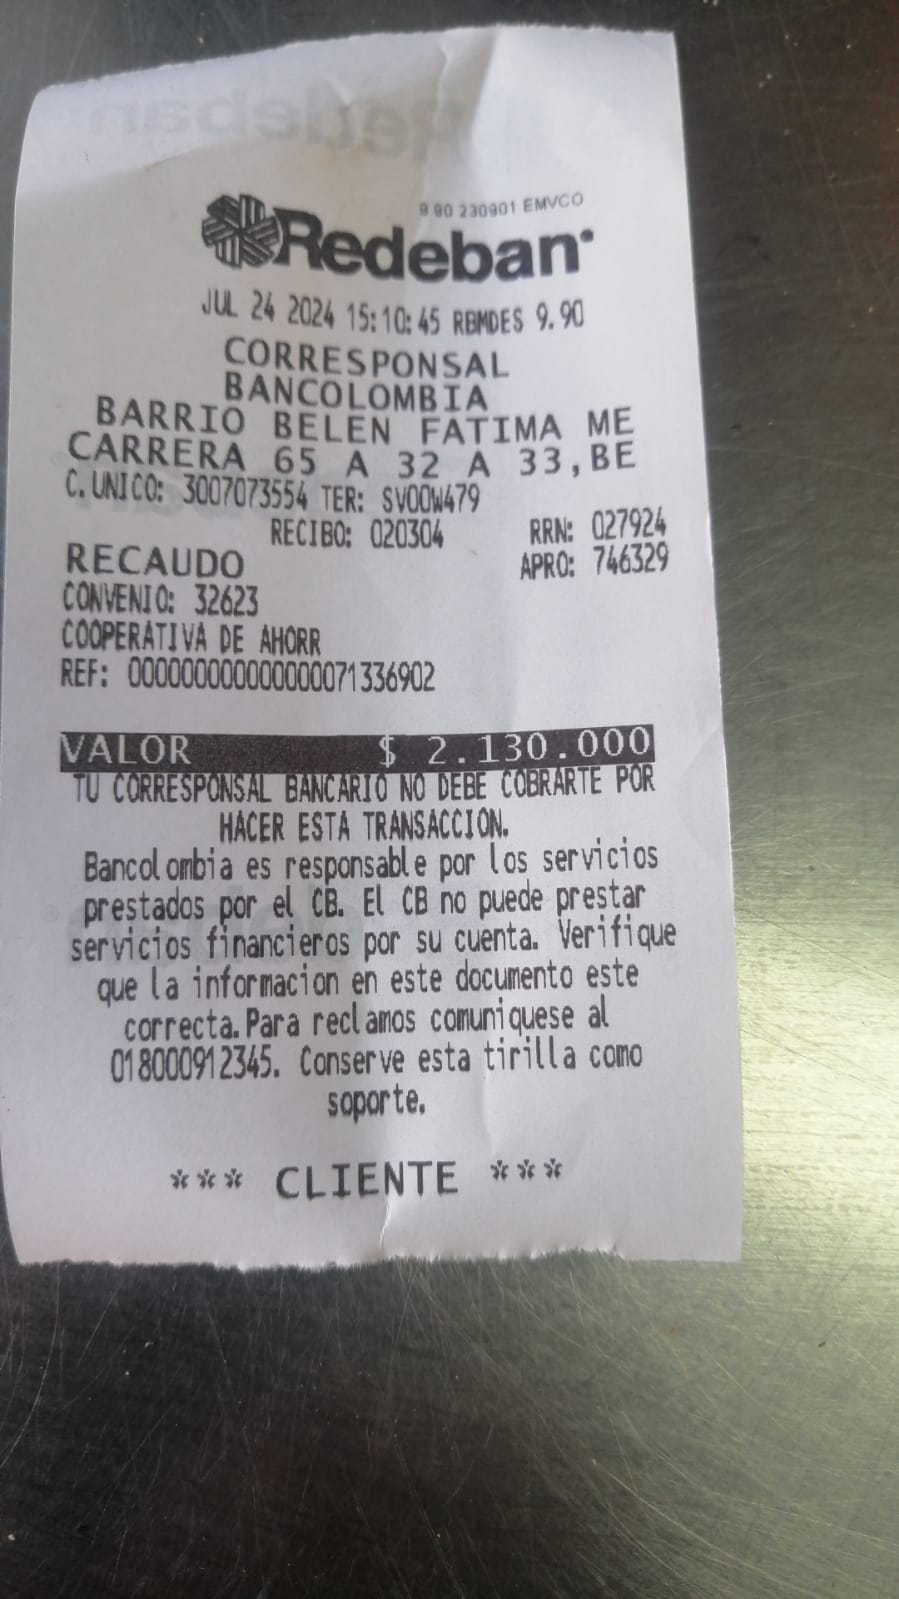 9.90 230901 EMVCO
Redeban
JUL 24 2024 15:10:45 RBMDES 9.90
CORRESPONSAL
BANCOLOMBIA
BARRIO BELEN FATIMA ME
CARRERA 65 A 32 A 33,BE
C.UNICO: 3007073554 TER: SV00W479
RECIBO: 020304 RRN: 027924
RECAUDO APRO: 746329
CONVENIO: 32623
COOPERATIVA DE AHORR
REF: 000000000000000071336902
VALOR $ 2.130.000
TU CORRESPONSAL BANCARIO NO DEBE COBRARTE POR
HACER ESTA TRANSACCION.
Bancolombia es responsable por los servicios
prestados por el CB. El CB no puede prestar
servicios financieros por su cuenta. Verifique
que la informacion en este documento este
correcta.Para reclamos comuniquese al
018000912345. Conserve esta tirilla como
soporte.
*** CLIENTE ***